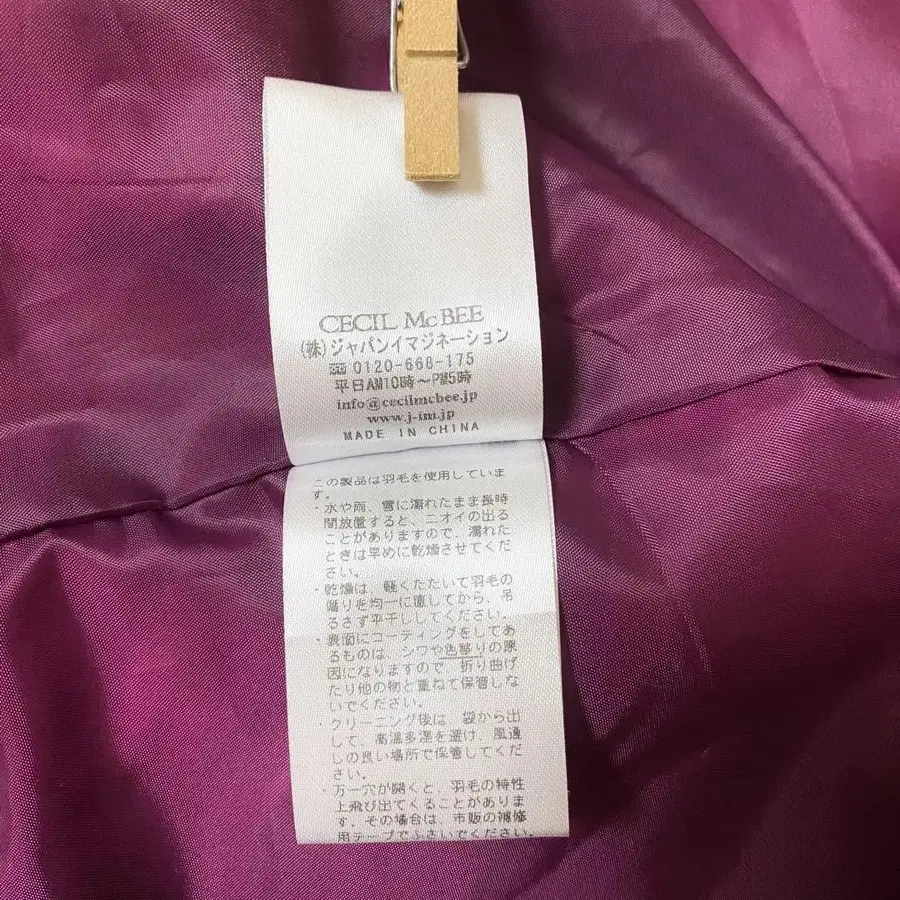 CECIL McBEE
(株)ジャパンイマジネーション
☎ 0120-668-175
平日AM10時～PM5時
info@cecilmcbee.jp
www.j-im.jp
MADE IN CHINA
この製品は羽毛を使用していま
す。
・水や雨、雪に濡れたまま長時
間放置すると、ニオイの出る
ことがありますので、濡れた
ときは早めに乾燥させてくだ
さい。
・乾燥は、軽くたたいて羽毛の
偏りを均一に直してから、吊
るさず平干ししてください。
・表面にコーティングをしてあ
るものは、シワや色移りの原
因になりますので 折り曲げ
たり他の物と重ねて保管しな
いでください。
・クリーニング後は、袋から出
して、高温多湿を避け、風通
しの良い場所で保管してくだ
さい。
・万一穴が開くと、羽毛の特性
上飛び出てくることがありま
す。その場合は、市販の補修
用テープでふさいでください。